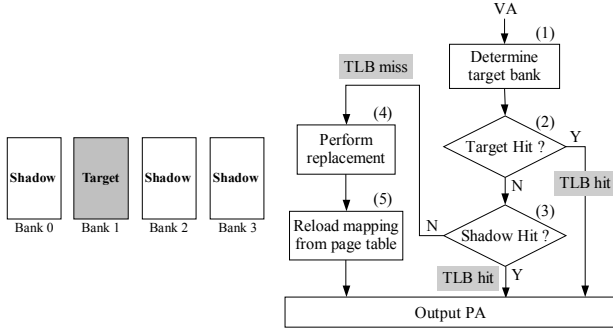 Shadow
Target
Shadow
Shadow
Bank 0
Bank 1
Bank 2
Bank 3
VA
(1)
Determine
target bank
TLB miss
(2)
Target Hit ?
Y
TLB hit
N
(3)
Shadow Hit ?
N
Y
TLB hit
(4)
Perform
replacement
(5)
Reload mapping
from page table
Output PA